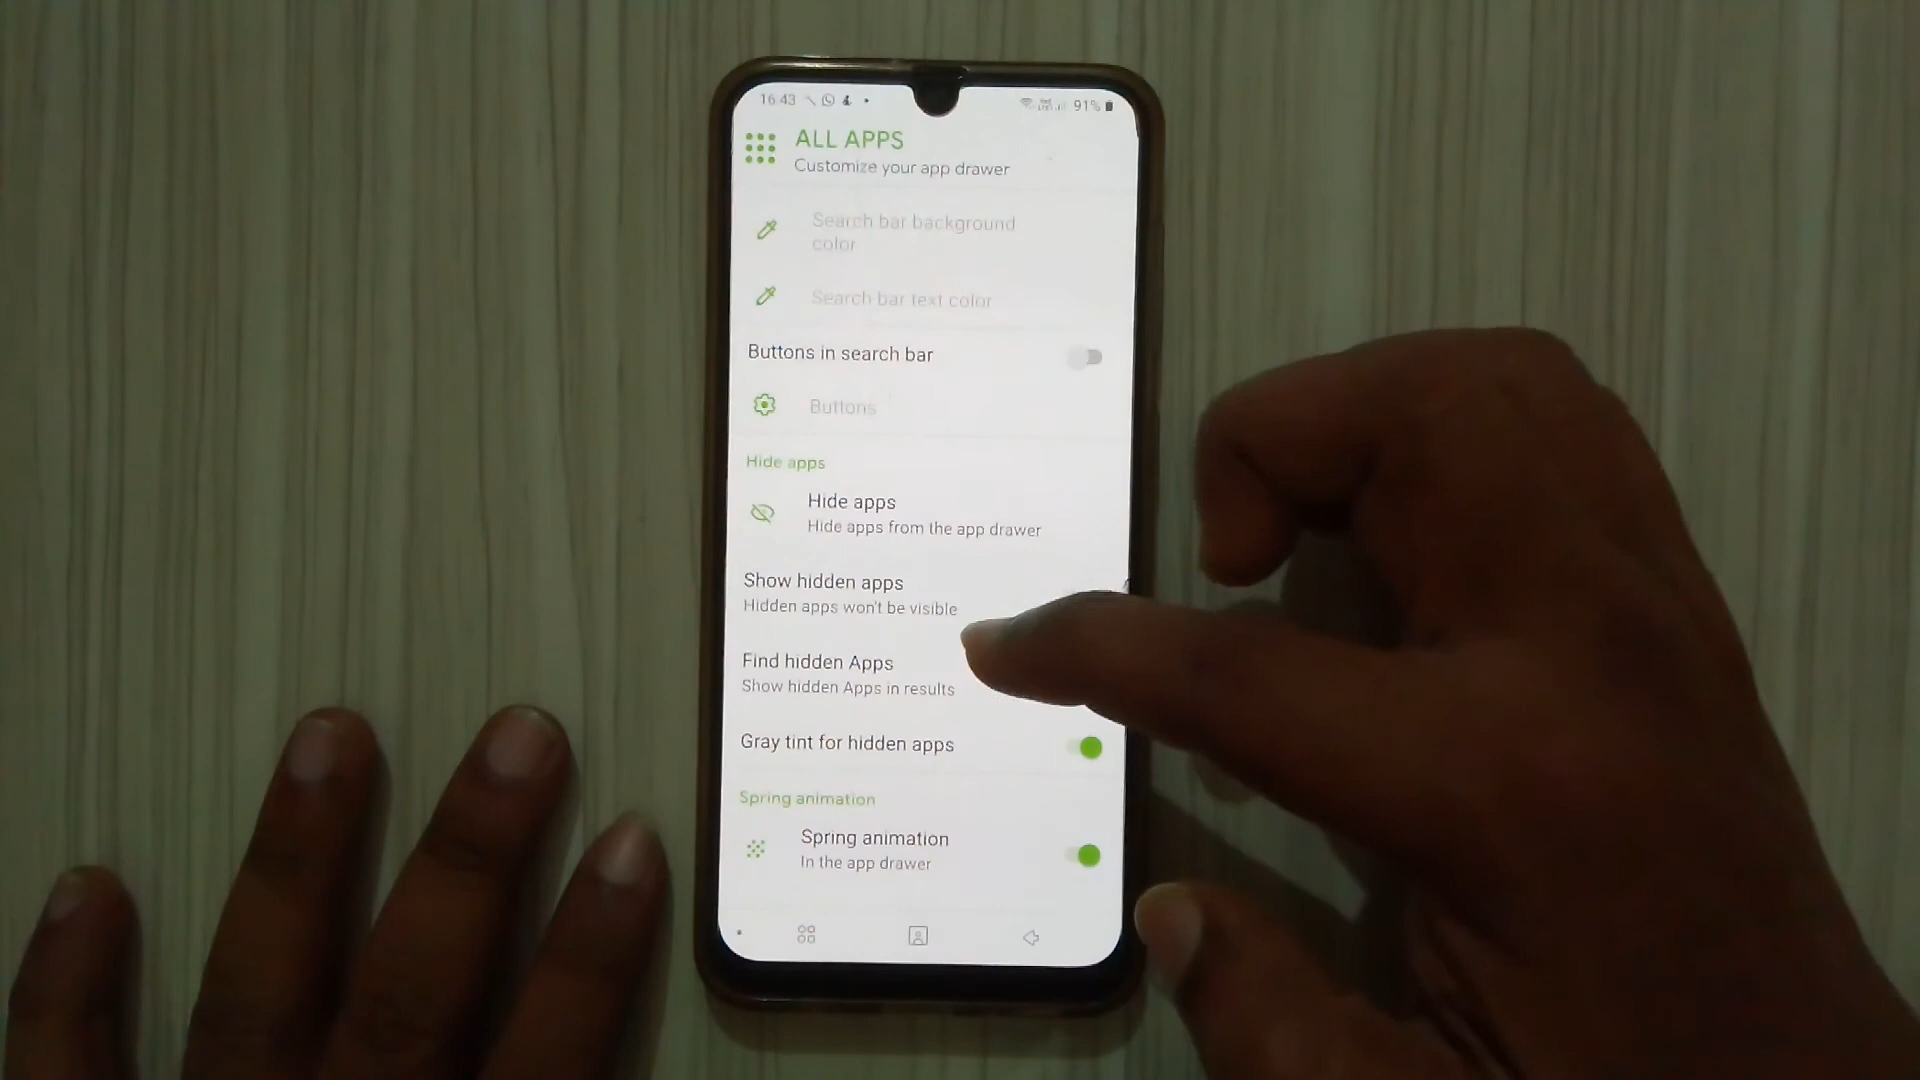 16:43
91%
ALL APPS
Customize your app drawer
Search bar background
color
Search bar text color
Buttons in search bar
Buttons
Hide apps
Hide apps
Hide apps from the app drawer
Show hidden apps
Hidden apps won't be visible
Find hidden Apps
Show hidden Apps in results
Gray tint for hidden apps
Spring animation
Spring animation
In the app drawer